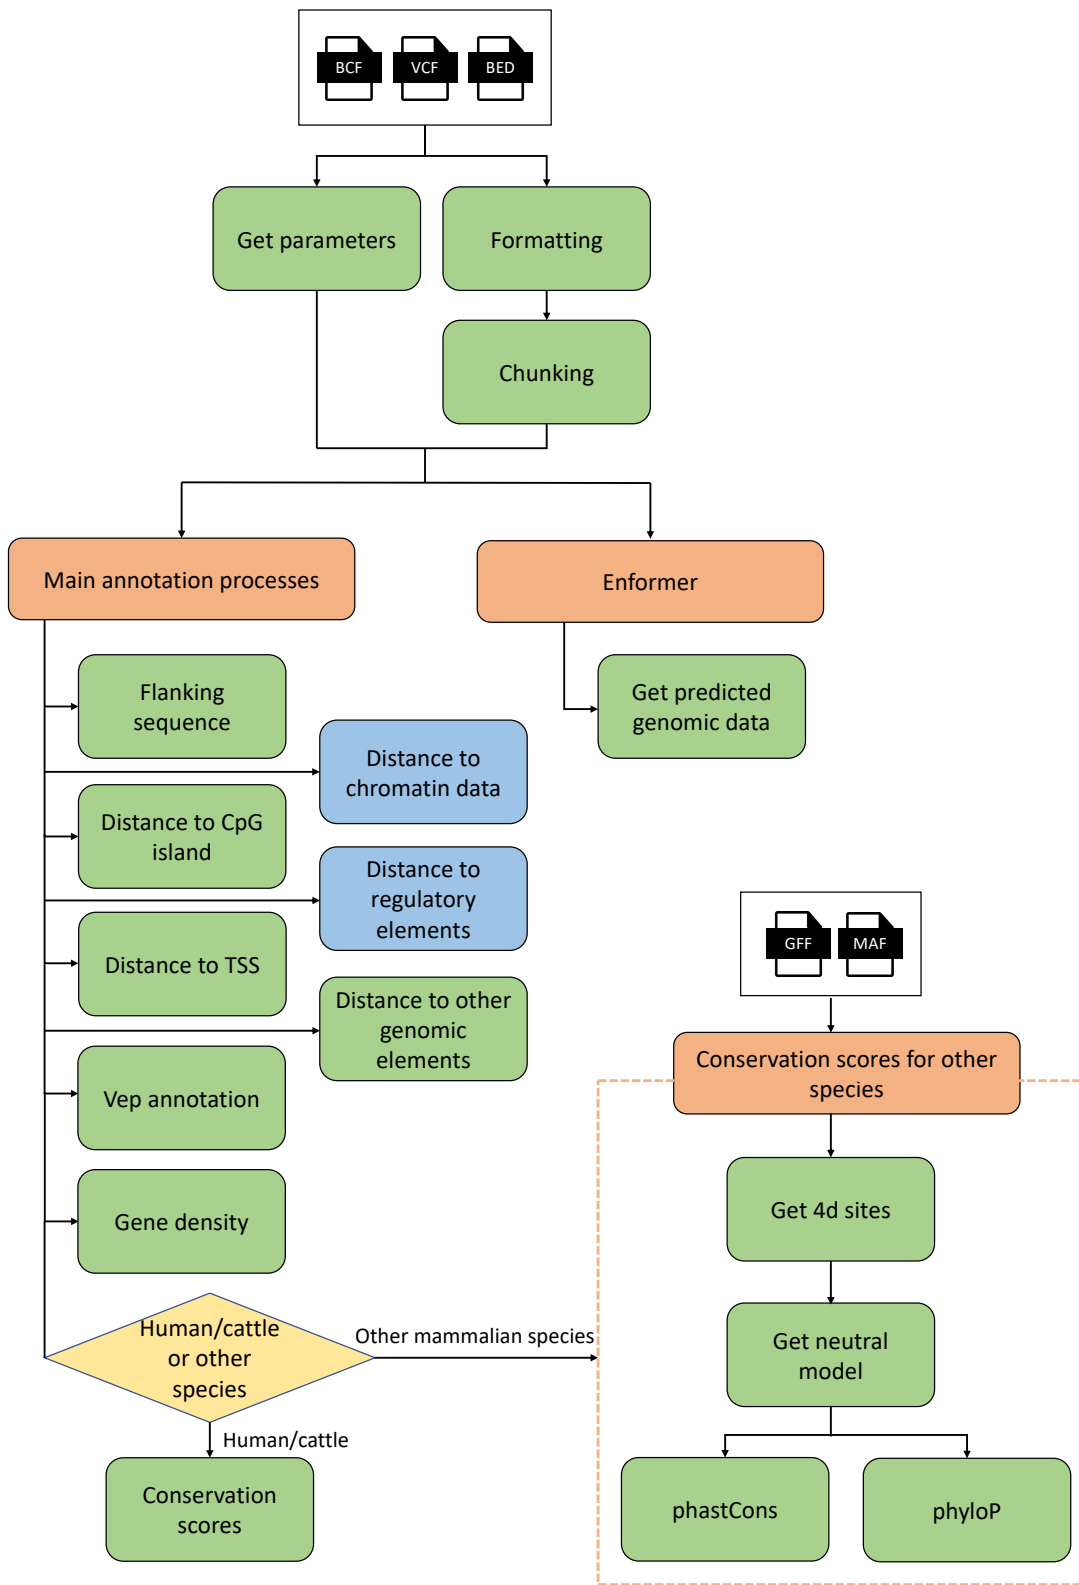 BCF VCF BED
Get parameters
Formatting
Chunking
Main annotation processes
Enformer
Flanking
sequence
Get predicted
genomic data
Distance to
chromatin data
Distance to CpG
island
Distance to
regulatory
elements
GFF MAF
Distance to TSS
Distance to other
genomic
elements
Conservation scores for other
species
Vep annotation
Get 4d sites
Gene density
Human/cattle
or other
species
Other mammalian species
Get neutral
model
Human/cattle
Conservation
scores
phastCons
phyloP